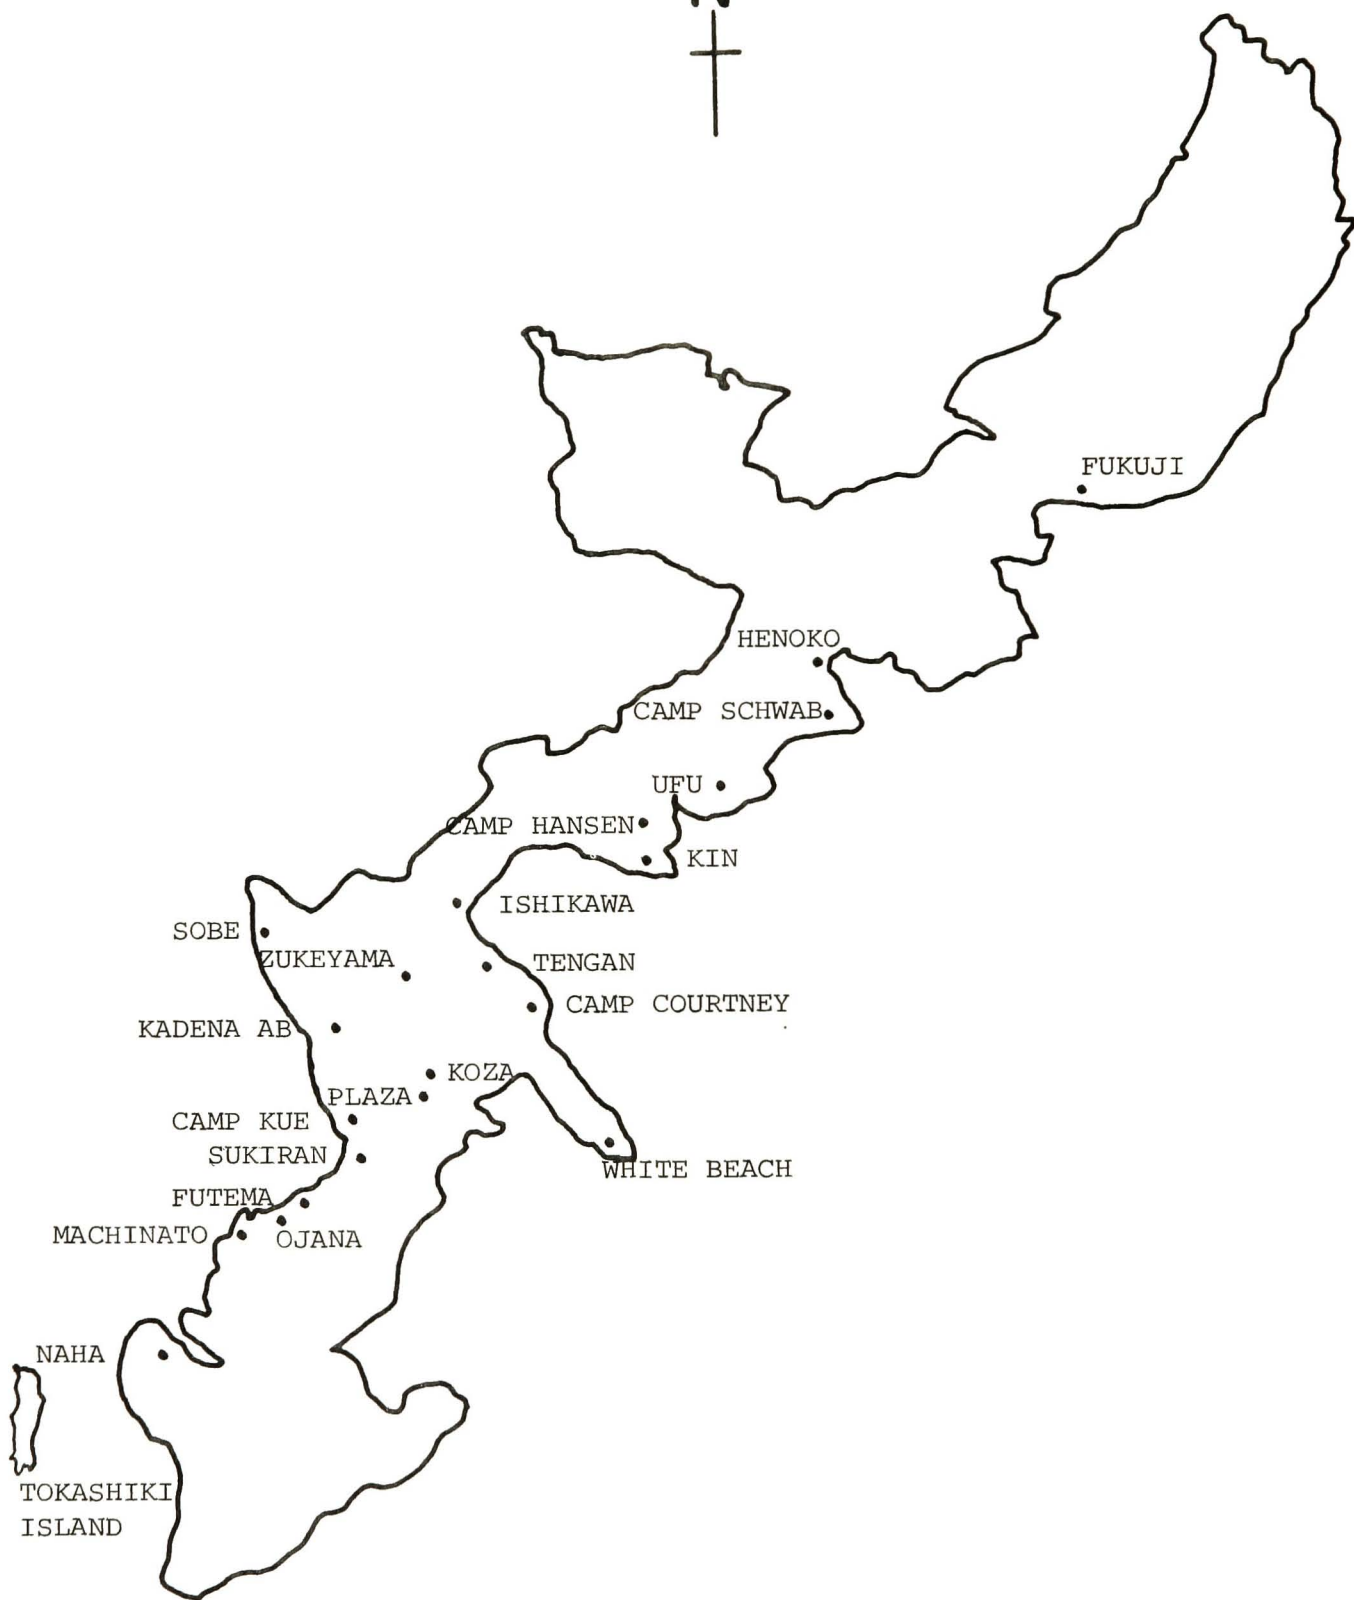 N
FUKUJI
HENOKO
CAMP SCHWAB
UFU
CAMP HANSEN
KIN
ISHIKAWA
SOBE
ZUKEYAMA
TENGAN
CAMP COURTNEY
KADENA AB
KOZA
PLAZA
CAMP KUE
SUKIRAN
WHITE BEACH
FUTEMA
MACHINATO
OJANA
NAHA
TOKASHIKI
ISLAND